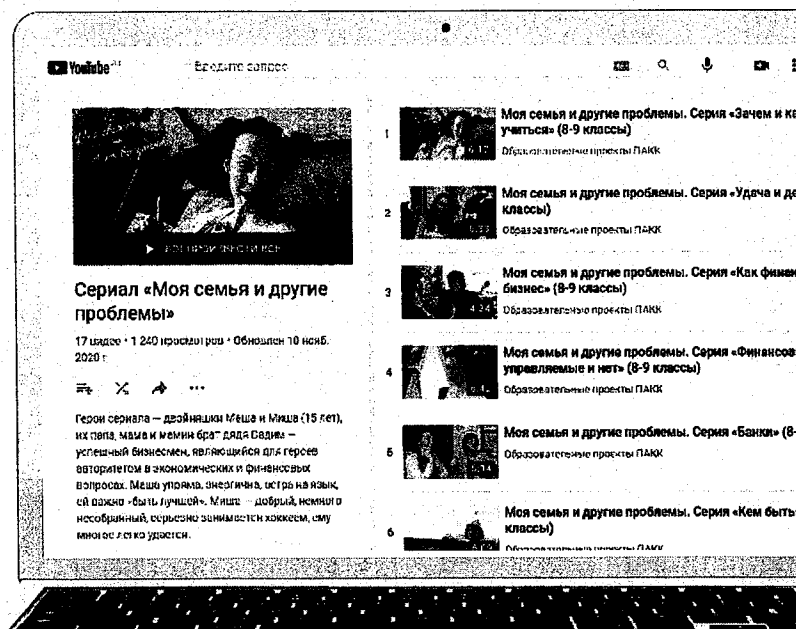 YouTube
Введите запрос
Сериал «Моя семья и другие
проблемы»
17 видео • 1 240 просмотров • Обновлен 10 нояб.
2020 г.
Герои сериала — двойняшки Маша и Миша (15 лет),
их папа, мама и мамин брат дядя Вадим —
успешный бизнесмен, являющийся для героев
авторитетом в экономических и финансовых
вопросах. Маша упряма, энергична, остра на язык,
ей важно «быть лучшей». Миша — добрый, немного
несобранный, серьезно занимается хоккеем, ему
многое легко удается.
1
Моя семья и другие проблемы. Серия «Зачем и ка
учиться» (8-9 классы)
Образовательные проекты ПАКК
2
Моя семья и другие проблемы. Серия «Удача и де
классы)
Образовательные проекты ПАКК
3
Моя семья и другие проблемы. Серия «Как финан
бизнес» (8-9 классы)
4:24
Образовательные проекты ПАКК
4
Моя семья и другие проблемы. Серия «Финансов
управляемые и нет» (8-9 классы)
Образовательные проекты ПАКК
5
Моя семья и другие проблемы. Серия «Банки» (8-
Образовательные проекты ПАКК
6
Моя семья и другие проблемы. Серия «Кем быть
классы)
Образовательные проекты ПАКК